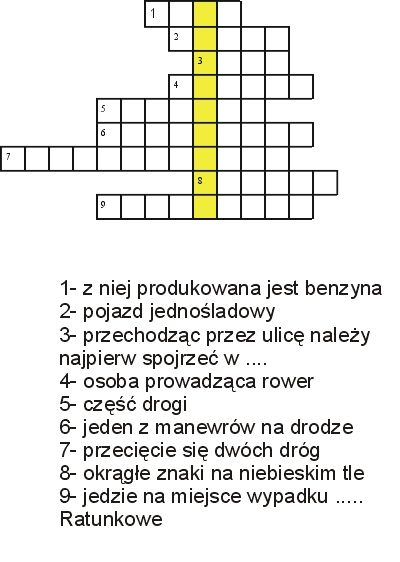 1
2
3
4
5
6
7
8
9
1- z niej produkowana jest benzyna
2- pojazd jednośladowy
3- przechodząc przez ulicę należy
najpierw spojrzeć w ....
4- osoba prowadząca rower
5- część drogi
6- jeden z manewrów na drodze
7- przecięcie się dwóch dróg
8- okrągłe znaki na niebieskim tle
9- jedzie na miejsce wypadku .....
Ratunkowe